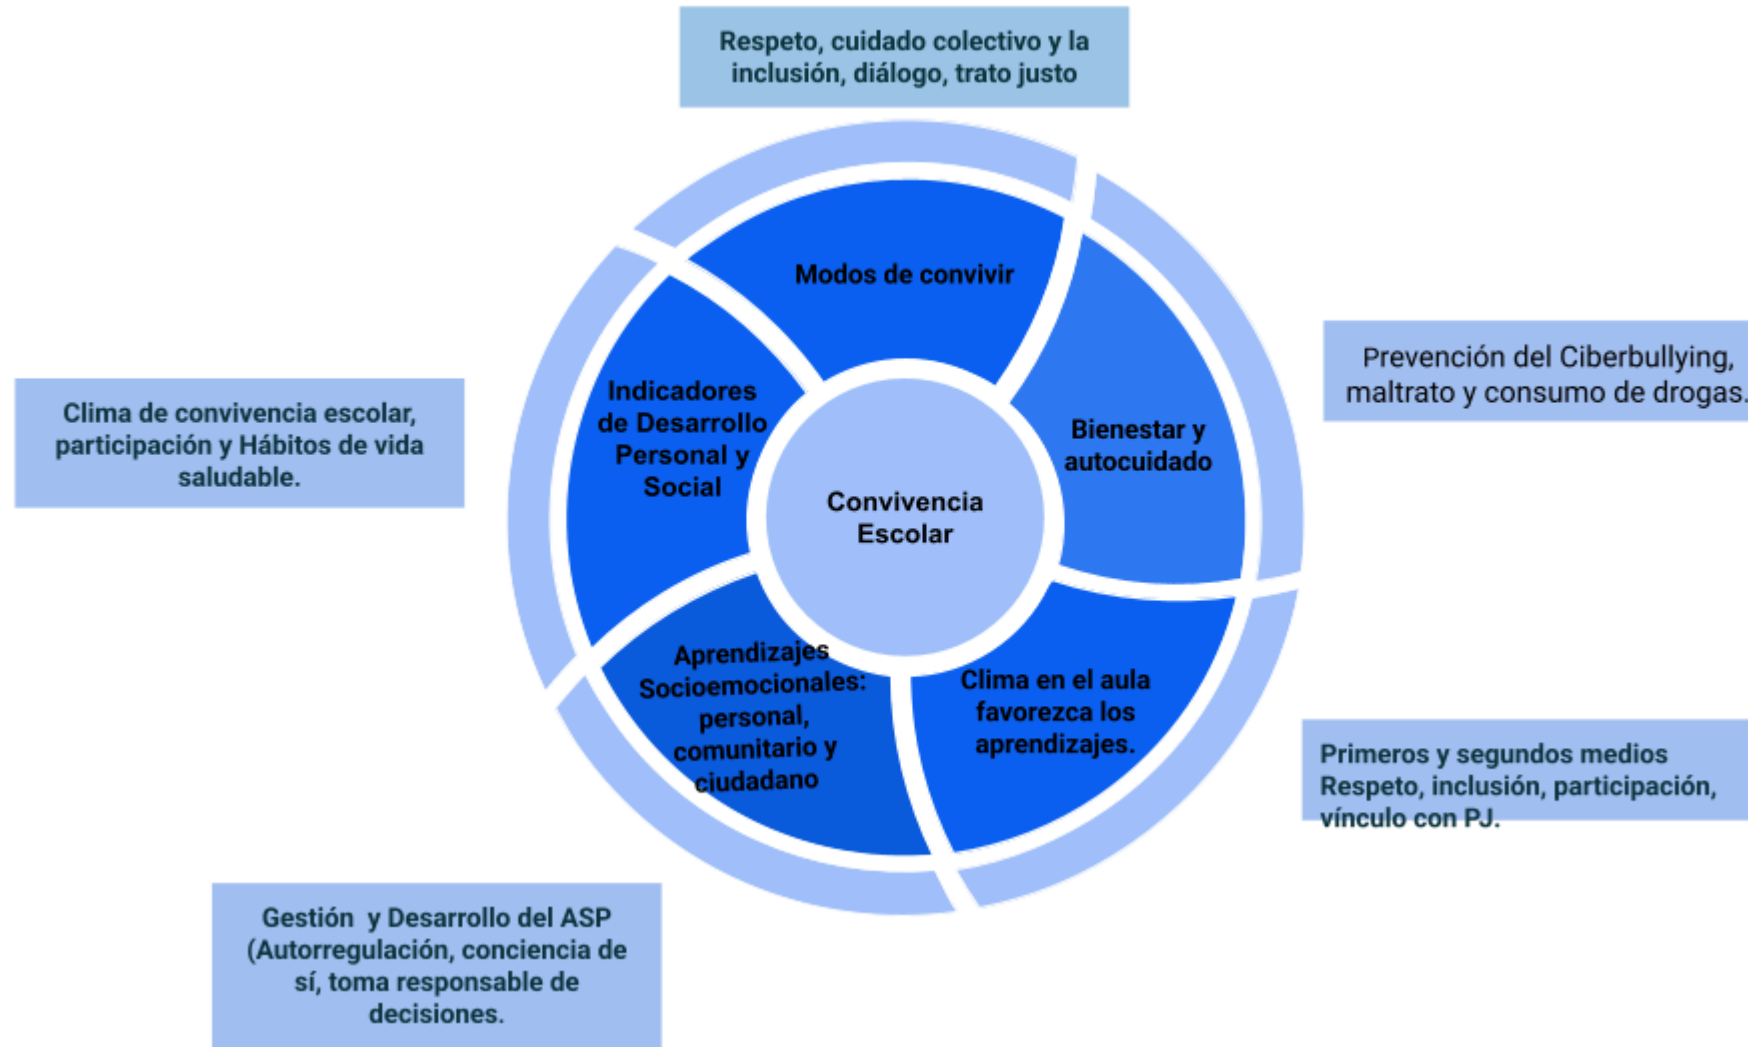 Respeto, cuidado colectivo y la
inclusión, diálogo, trato justo
Modos de convivir
Prevención del Ciberbullying,
maltrato y consumo de drogas.
Bienestar y
autocuidado
Indicadores
de Desarrollo
Personal y
Social
Clima de convivencia escolar,
participación y Hábitos de vida
saludable.
Convivencia
Escolar
Aprendizajes
Socioemocionales:
personal,
comunitario y
ciudadano
Clima en el aula
favorezca los
aprendizajes.
Primeros y segundos medios
Respeto, inclusión, participación,
vínculo con PJ.
Gestión  y Desarrollo del ASP
(Autorregulación, conciencia de
sí, toma responsable de
decisiones.